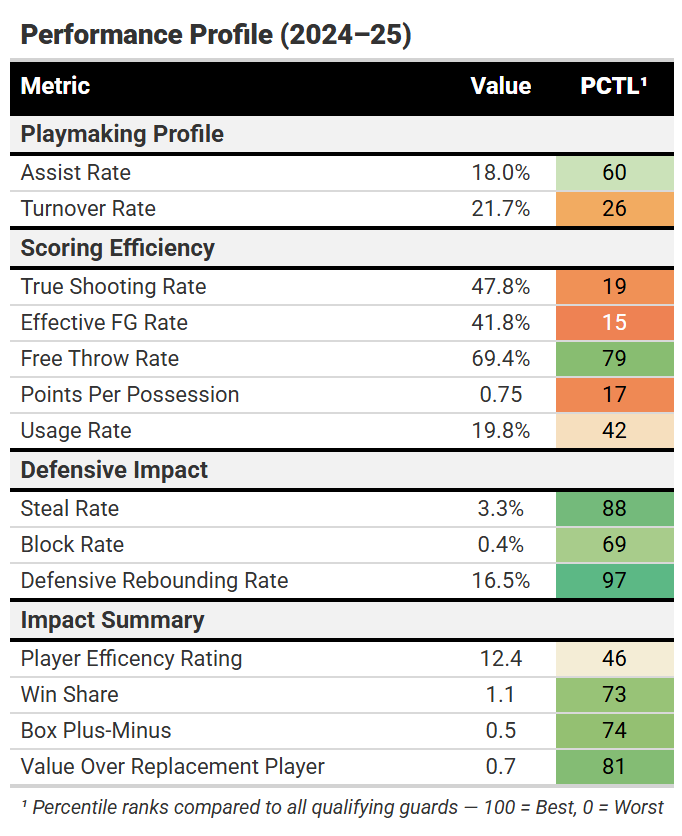 Performance Profile (2024–25)
Metric Value PCTL¹
Playmaking Profile
Assist Rate 18.0% 60
Turnover Rate 21.7% 26
Scoring Efficiency
True Shooting Rate 47.8% 19
Effective FG Rate 41.8% 15
Free Throw Rate 69.4% 79
Points Per Possession 0.75 17
Usage Rate 19.8% 42
Defensive Impact
Steal Rate 3.3% 88
Block Rate 0.4% 69
Defensive Rebounding Rate 16.5% 97
Impact Summary
Player Efficency Rating 12.4 46
Win Share 1.1 73
Box Plus-Minus 0.5 74
Value Over Replacement Player 0.7 81
¹ Percentile ranks compared to all qualifying guards — 100 = Best, 0 = Worst